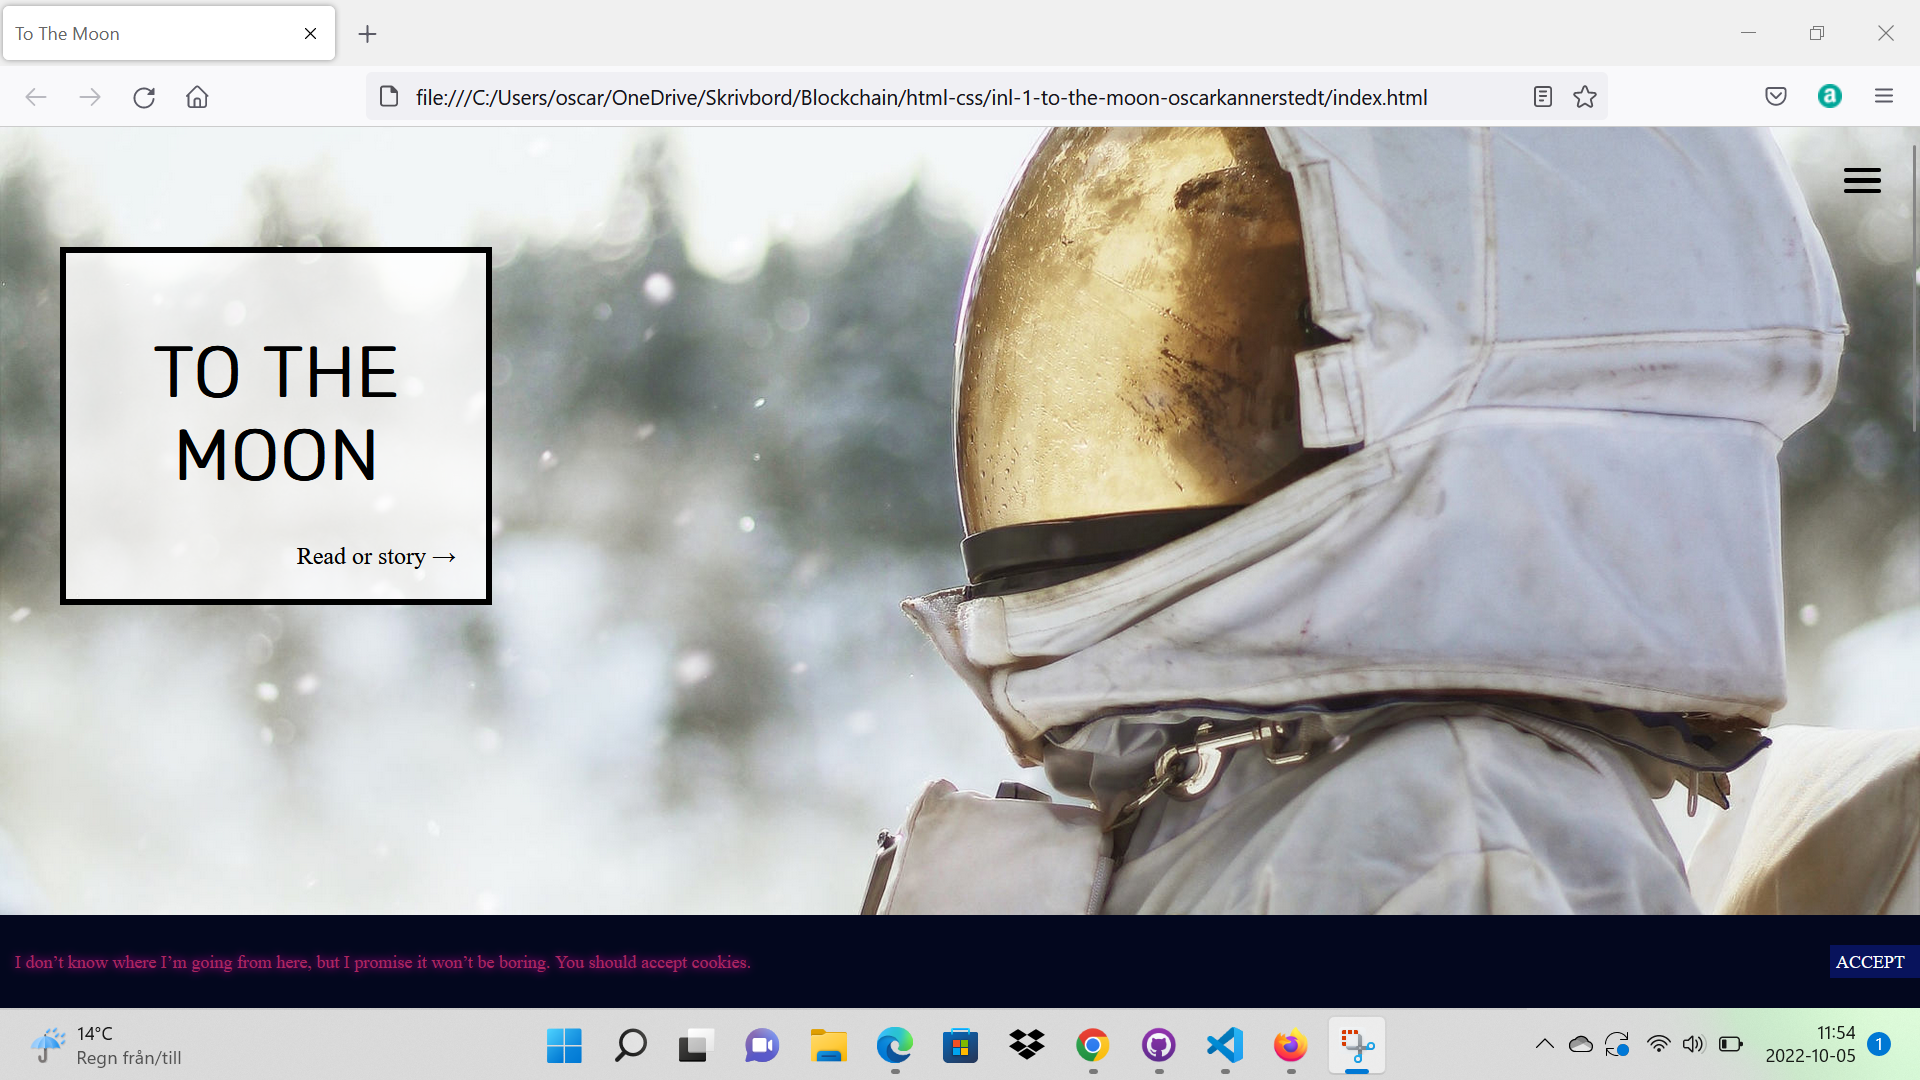 To The Moon
file:///C:/Users/oscar/OneDrive/Skrivbord/Blockchain/html-css/inl-1-to-the-moon-oscarkannerstedt/index.html
a
TO THE
MOON
Read or story →
I don’t know where I’m going from here, but I promise it won’t be boring. You should accept cookies.
ACCEPT
14°C
Regn från/till
11:54
2022-10-05
1